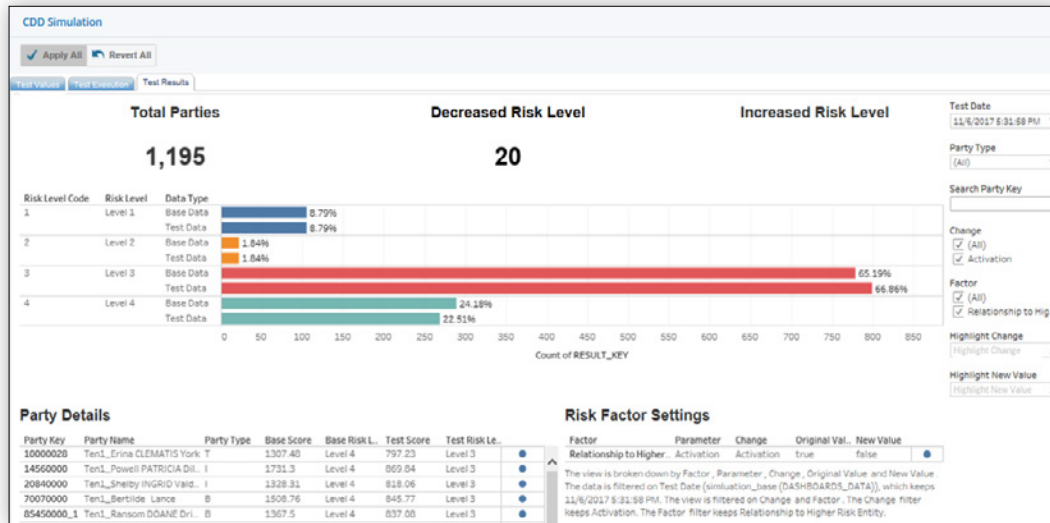 CDD Simulation
Apply All Revert All
Test Values Test Execution Test Results
Total Parties Decreased Risk Level Increased Risk Level
1,195 20
Test Date
11/6/2017 5:31:58 PM
Party Type
(All)
Search Party Key
Change
(All)
Activation
Factor
(All)
Relationship to Hig
Highlight Change
Highlight Change
Highlight New Value
Highlight New Value
Risk Level Code Risk Level Data Type
1 Level 1 Base Data 8.79%
Test Data 8.79%
2 Level 2 Base Data 1.84%
Test Data 1.84%
3 Level 3 Base Data 65.19%
Test Data 66.86%
4 Level 4 Base Data 24.18%
Test Data 22.51%
0 50 100 150 200 250 300 350 400 450 500 550 600 650 700 750 800 850
Count of RESULT_KEY
Party Details
Party Key Party Name Party Type Base Score Base Risk L.. Test Score Test Risk Le..
10000028 Ten1_Erina CLEMATIS York T 1307.48 Level 4 797.23 Level 3
14560000 Ten1_Powell PATRICIA Dil.. I 1731.3 Level 4 869.84 Level 3
20840000 Ten1_Shelby INGRID Vald.. I 1328.31 Level 4 818.06 Level 3
70070000 Ten1_Bertilde Lance B 1508.76 Level 4 845.77 Level 3
85450000_1 Ten1_Ransom DOANE Dri.. B 1367.5 Level 4 837.08 Level 3
Risk Factor Settings
Factor Parameter Change Original Val.. New Value
Relationship to Higher.. Activation Activation true false
The view is broken down by Factor , Parameter , Change , Original Value and New Value .
The data is filtered on Test Date (simluation_base (DASHBOARDS_DATA)), which keeps
11/6/2017 5:31:58 PM. The view is filtered on Change and Factor . The Change filter
keeps Activation. The Factor filter keeps Relationship to Higher Risk Entity.